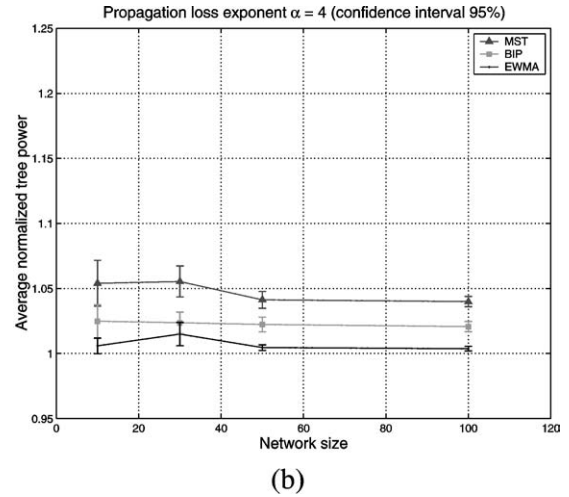 Propagation loss exponent α = 4 (confidence interval 95%)
1.25
MST
BIP
EWMA
1.2
1.15
1.1
1.05
1
0.95
Average normalized tree power
0
20
40
60
80
100
120
Network size
(b)